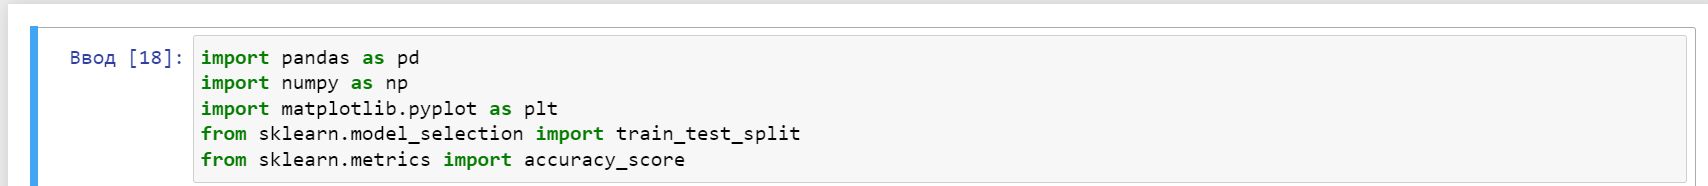 Ввод [18]:
import pandas as pd
import numpy as np
import matplotlib.pyplot as plt
from sklearn.model_selection import train_test_split
from sklearn.metrics import accuracy_score